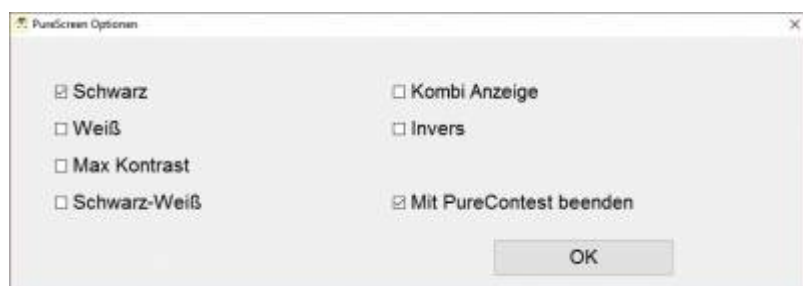 PureScreen Optionen
Schwarz
Weiß
Max Kontrast
Schwarz-Weiß
Kombi Anzeige
Invers
Mit PureContest beenden
OK